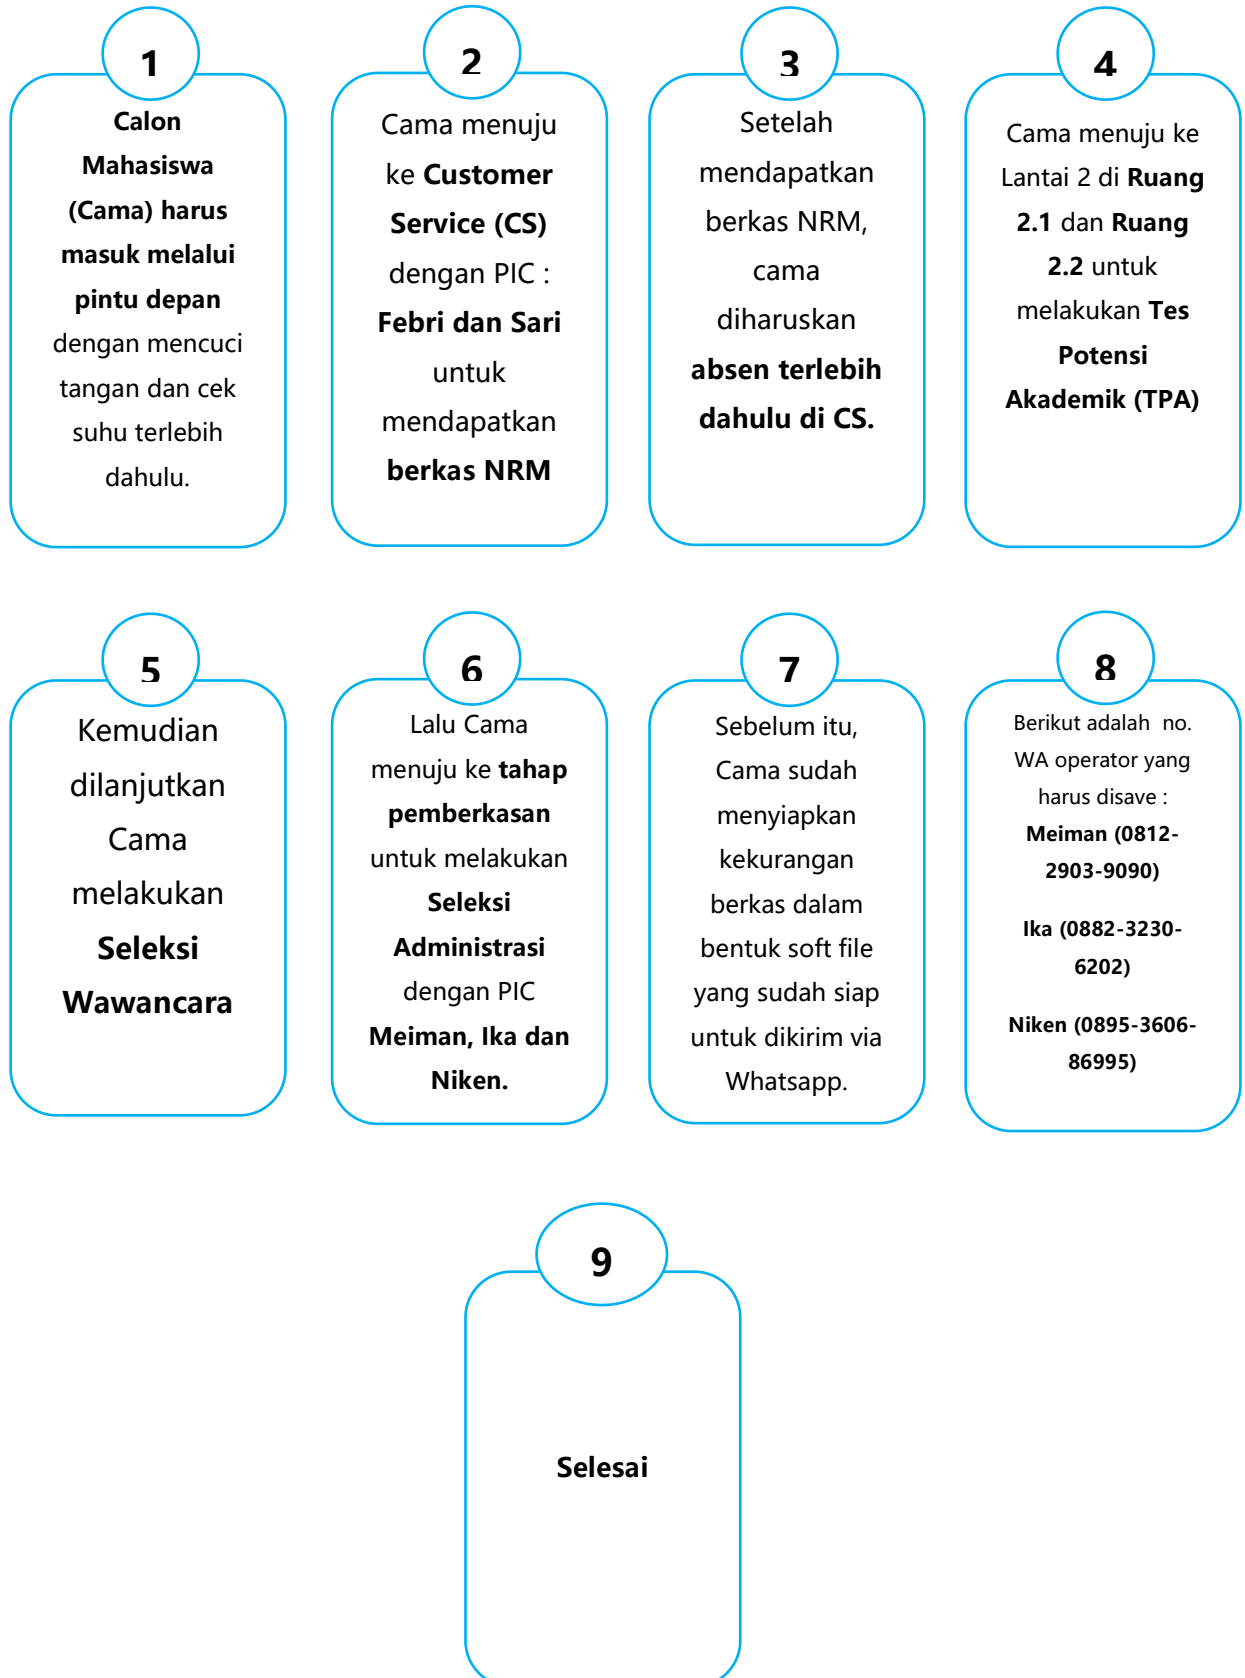 1
Calon
Mahasiswa
(Cama) harus
masuk melalui
pintu depan
dengan mencuci
tangan dan cek
suhu terlebih
dahulu.
2
Cama menuju
ke Customer
Service (CS)
dengan PIC :
Febri dan Sari
untuk
mendapatkan
berkas NRM
3
Setelah
mendapatkan
berkas NRM,
cama
diharuskan
absen terlebih
dahulu di CS.
4
Cama menuju ke
Lantai 2 di Ruang
2.1 dan Ruang
2.2 untuk
melakukan Tes
Potensi
Akademik (TPA)
5
Kemudian
dilanjutkan
Cama
melakukan
Seleksi
Wawancara
6
Lalu Cama
menuju ke tahap
pemberkasan
untuk melakukan
Seleksi
Administrasi
dengan PIC
Meiman, Ika dan
Niken.
7
Sebelum itu,
Cama sudah
menyiapkan
kekurangan
berkas dalam
bentuk soft file
yang sudah siap
untuk dikirim via
Whatsapp.
8
Berikut adalah  no.
WA operator yang
harus disave :
Meiman (0812-
2903-9090)
Ika (0882-3230-
6202)
Niken (0895-3606-
86995)
9
Selesai